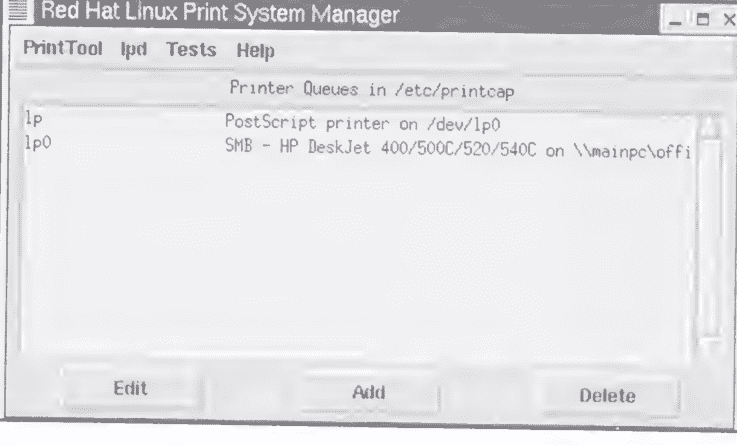 Red Hat Linux Print System Manager
PrintTool lpd Tests Help
Printer Queues in /etc/printcap
lp PostScript printer on /dev/lp0
lp0 SMB - HP DeskJet 400/500C/520/540C on \\mainpc\offi
Edit Add Delete